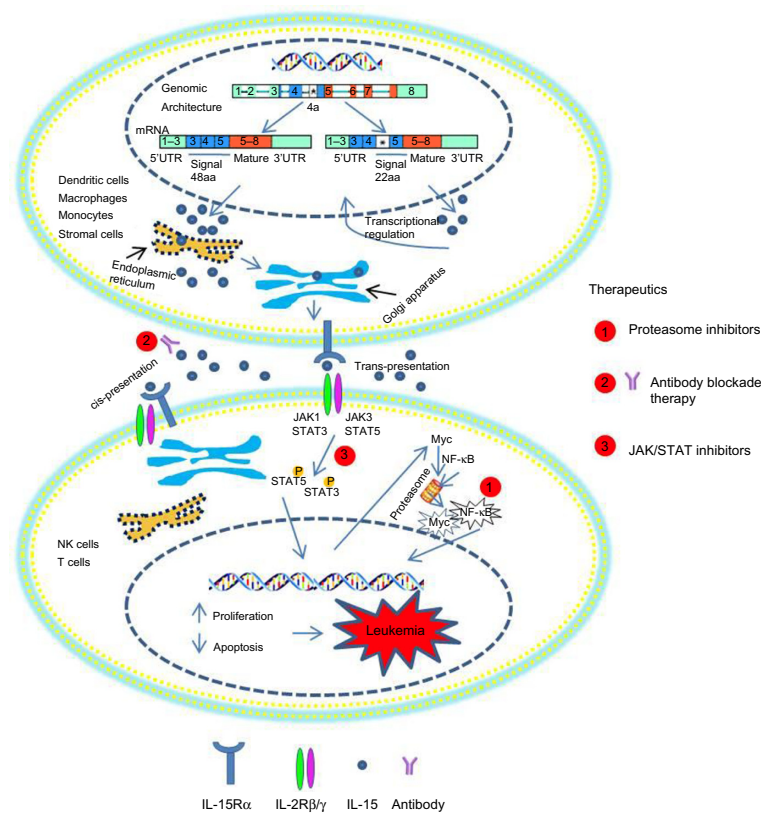 Genomic
Architecture
1–2 3 4 * 5 6 7 8
4a
mRNA
1–3 3 4 5 5–8
1–3 3 4 * 5 5–8
5'UTR Signal 48aa Mature 3'UTR
5'UTR Signal 22aa Mature 3'UTR
Dendritic cells
Macrophages
Monocytes
Stromal cells
Transcriptional
regulation
Endoplasmic
reticulum
Golgi apparatus
Therapeutics
1 Proteasome inhibitors
2 Antibody blockade
therapy
3 JAK/STAT inhibitors
2
cis-presentation
Trans-presentation
JAK1 JAK3
STAT3 STAT5
3
P
STAT5
P
STAT3
Myc
NF-κB
Proteasome
1
Myc
NF-κB
NK cells
T cells
Proliferation
Apoptosis
Leukemia
IL-15Rα IL-2Rβ/γ IL-15 Antibody